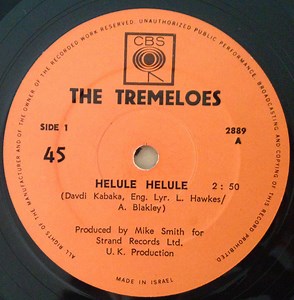 CBS
THE TREMELOES
SIDE 1
2889
A
45
HELULE HELULE 2:50
(Davdi Kabaka, Eng. Lyr. L. Hawkes/
A. Blakley)
Produced by Mike Smith for
Strand Records Ltd.
U.K. Production
MADE IN ISRAEL
ALL RIGHTS OF THE MANUFACTURER AND OF THE OWNER OF THE RECORDED WORK RESERVED. UNAUTHORIZED PUBLIC PERFORMANCE, BROADCASTING AND COPYING OF THIS RECORD PROHIBITED